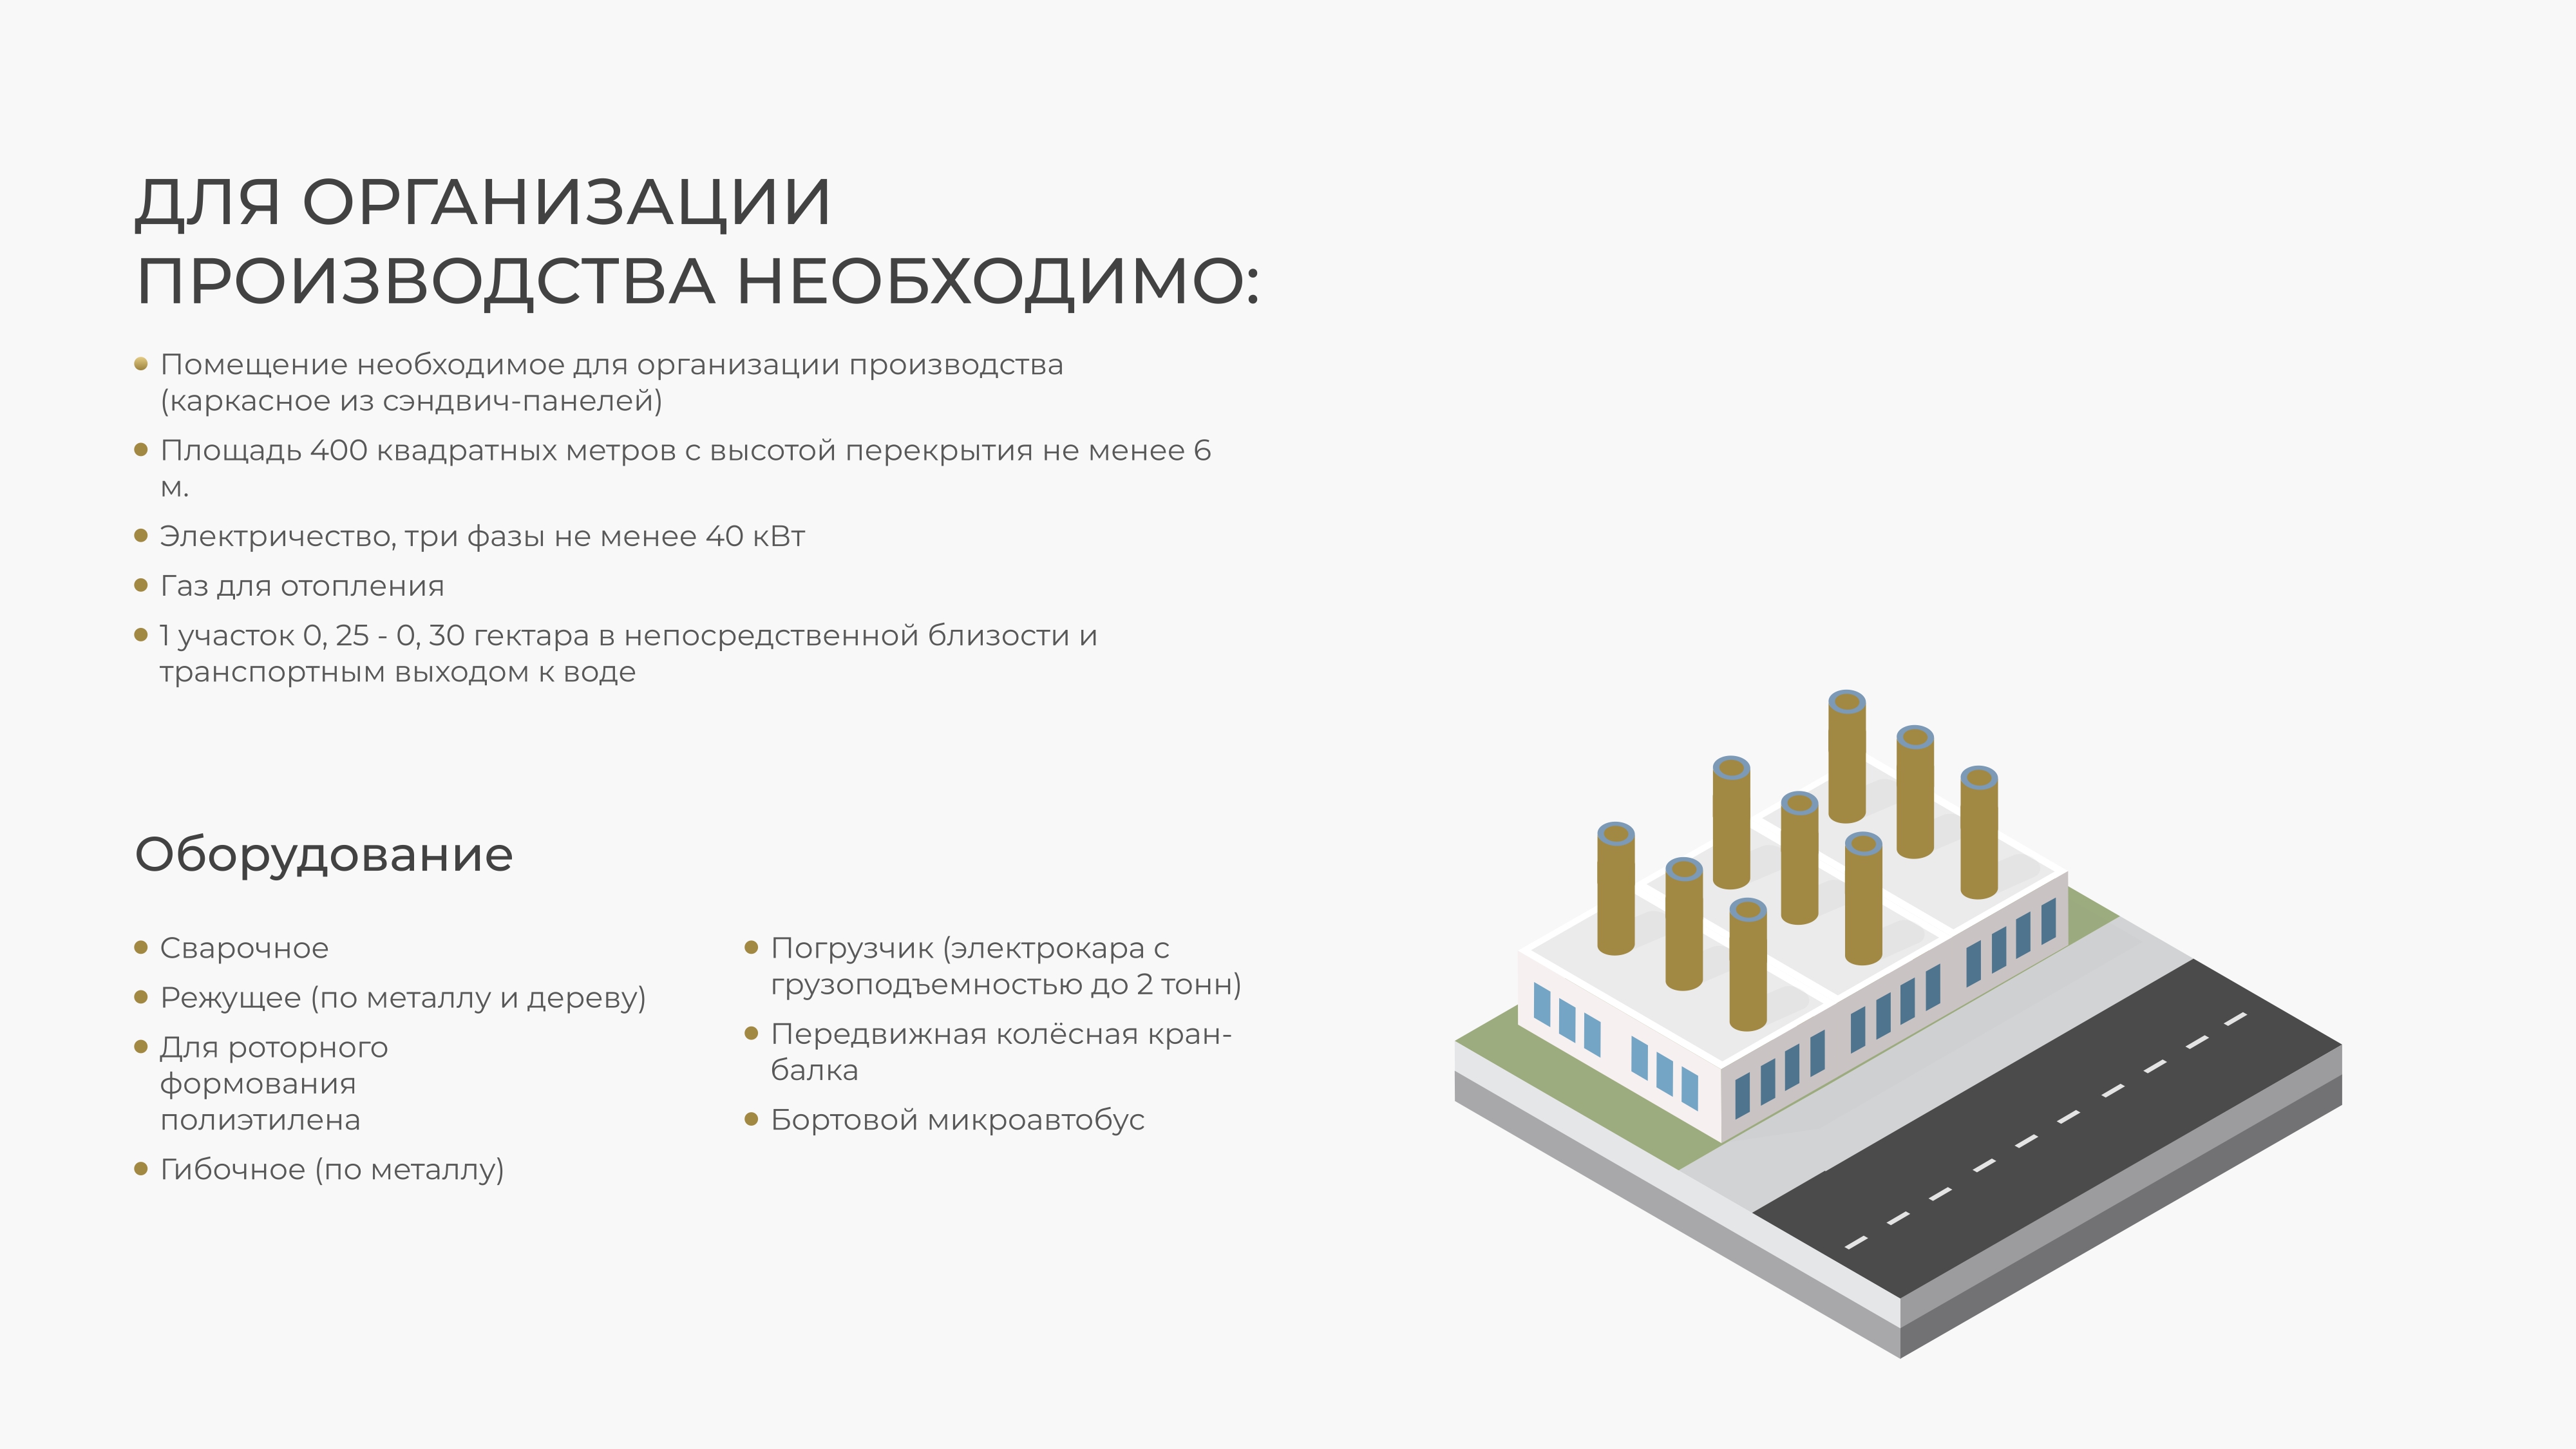 ДЛЯ ОРГАНИЗАЦИИ
ПРОИЗВОДСТВА НЕОБХОДИМО:
Помещение необходимое для организации производства
(каркасное из сэндвич-панелей)
Площадь 400 квадратных метров с высотой перекрытия не менее 6
м.
Электричество, три фазы не менее 40 кВт
Газ для отопления
1 участок 0, 25 - 0, 30 гектара в непосредственной близости и
транспортным выходом к воде
Оборудование
Сварочное
Режущее (по металлу и дереву)
Для роторного
формования
полиэтилена
Гибочное (по металлу)
Погрузчик (электрокара с
грузоподъемностью до 2 тонн)
Передвижная колёсная кран-
балка
Бортовой микроавтобус